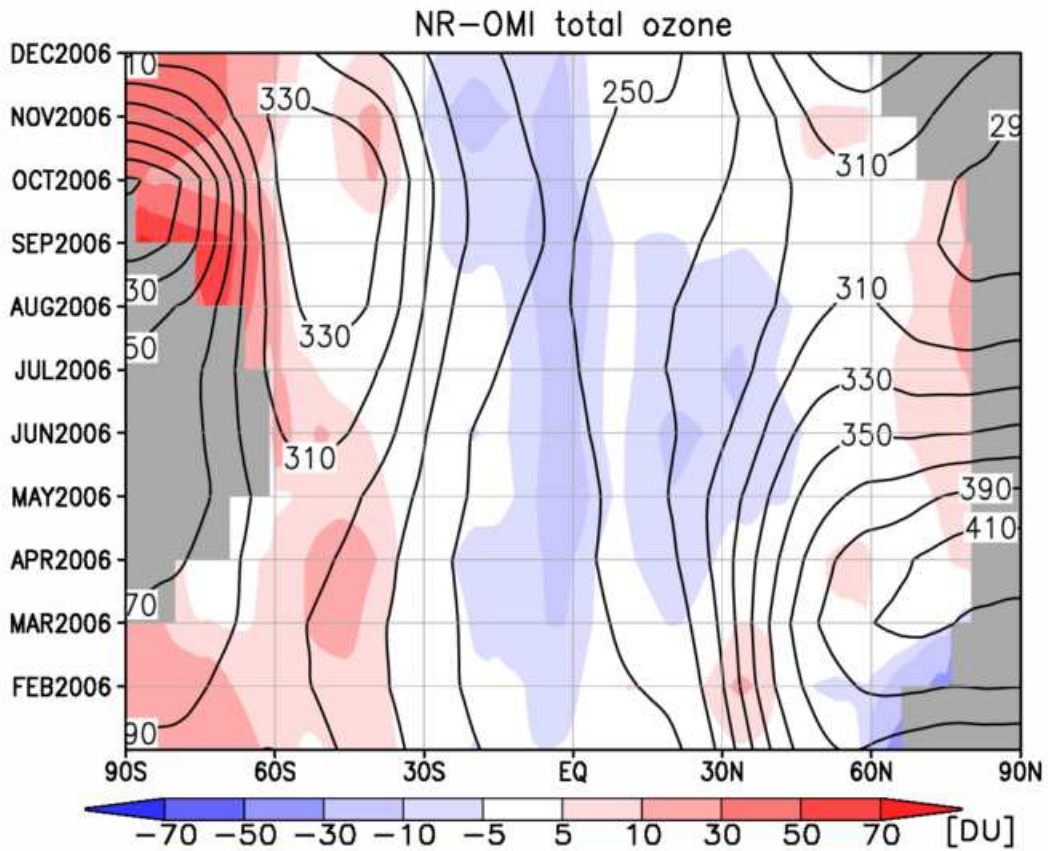 NR-OMI total ozone
DEC2006
10
NOV2006
330
250
29
310
OCT2006
SEP2006
30
310
AUG2006
330
50
JUL2006
330
JUN2006
350
310
MAY2006
390
410
APR2006
70
MAR2006
FEB2006
90
90S 60S 30S EQ 30N 60N 90N
-70 -50 -30 -10 -5 5 10 30 50 70 [DU]